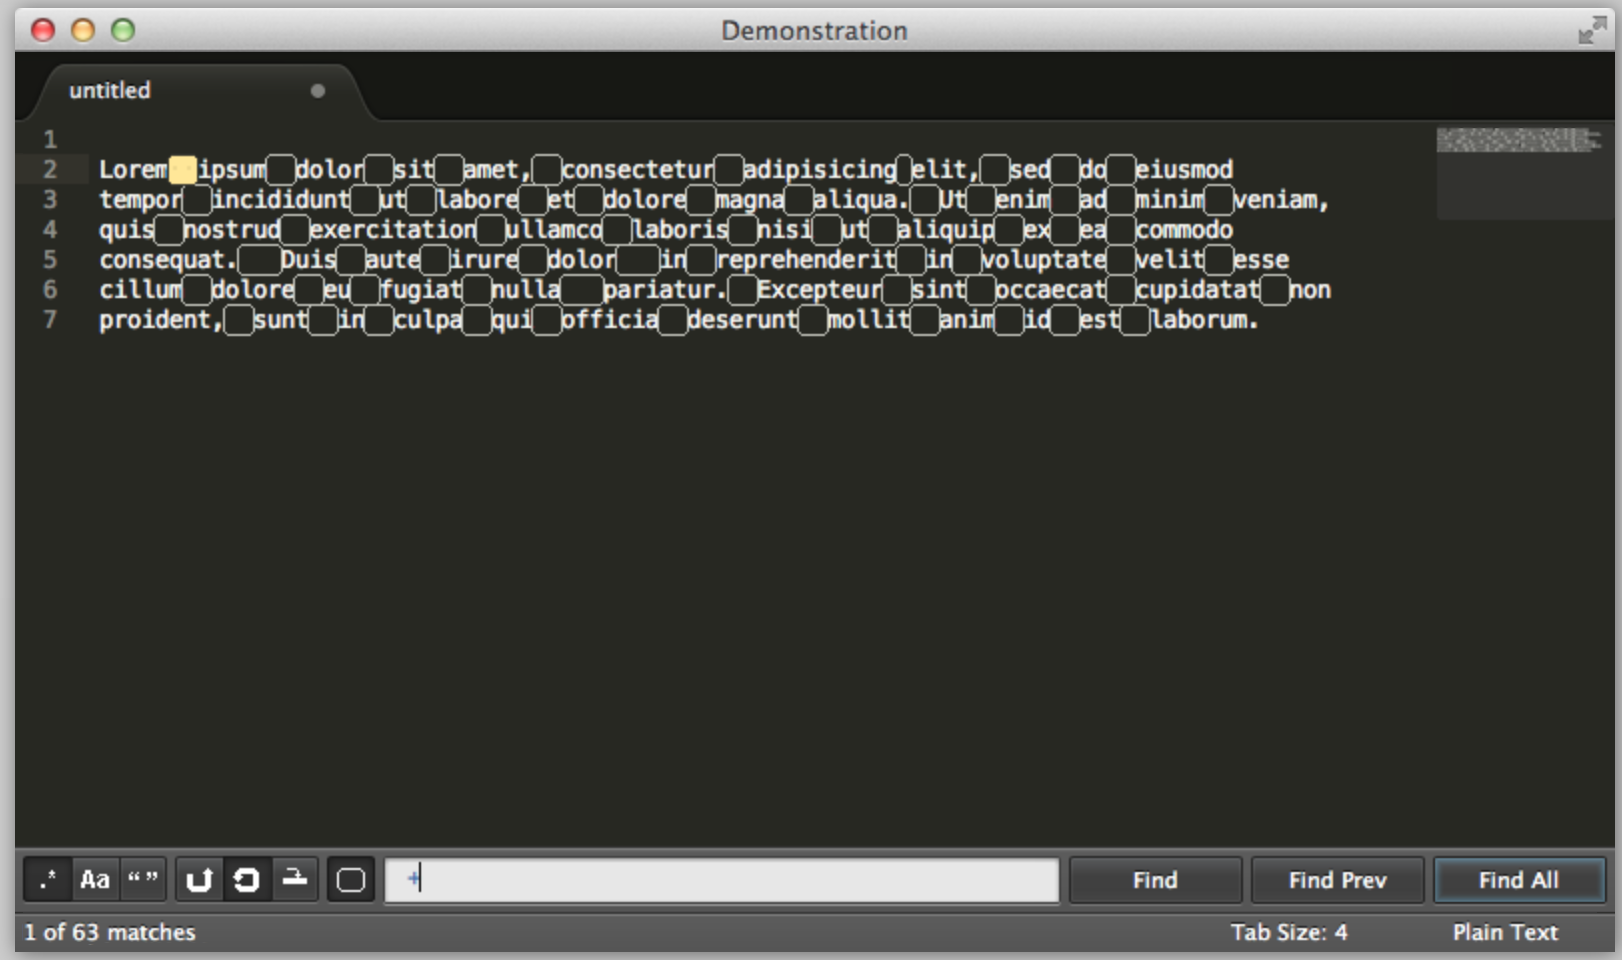 Demonstration
untitled
1
2 Lorem  ipsum  dolor  sit  amet,  consectetur  adipisicing elit,  sed  do  eiusmod
3 tempor  incididunt  ut  labore  et  dolore  magna  aliqua.  Ut  enim  ad  minim  veniam,
4 quis  nostrud  exercitation  ullamco  laboris  nisi  ut  aliquip  ex  ea  commodo
5 consequat.   Duis  aute  irure  dolor   in  reprehenderit  in  voluptate  velit  esse
6 cillum  dolore  eu  fugiat  nulla   pariatur.  Excepteur  sint  occaecat  cupidatat  non
7 proident,  sunt  in  culpa  qui  officia  deserunt  mollit  anim  id  est  laborum.
.* Aa “ ” + Find Find Prev Find All
1 of 63 matches Tab Size: 4 Plain Text